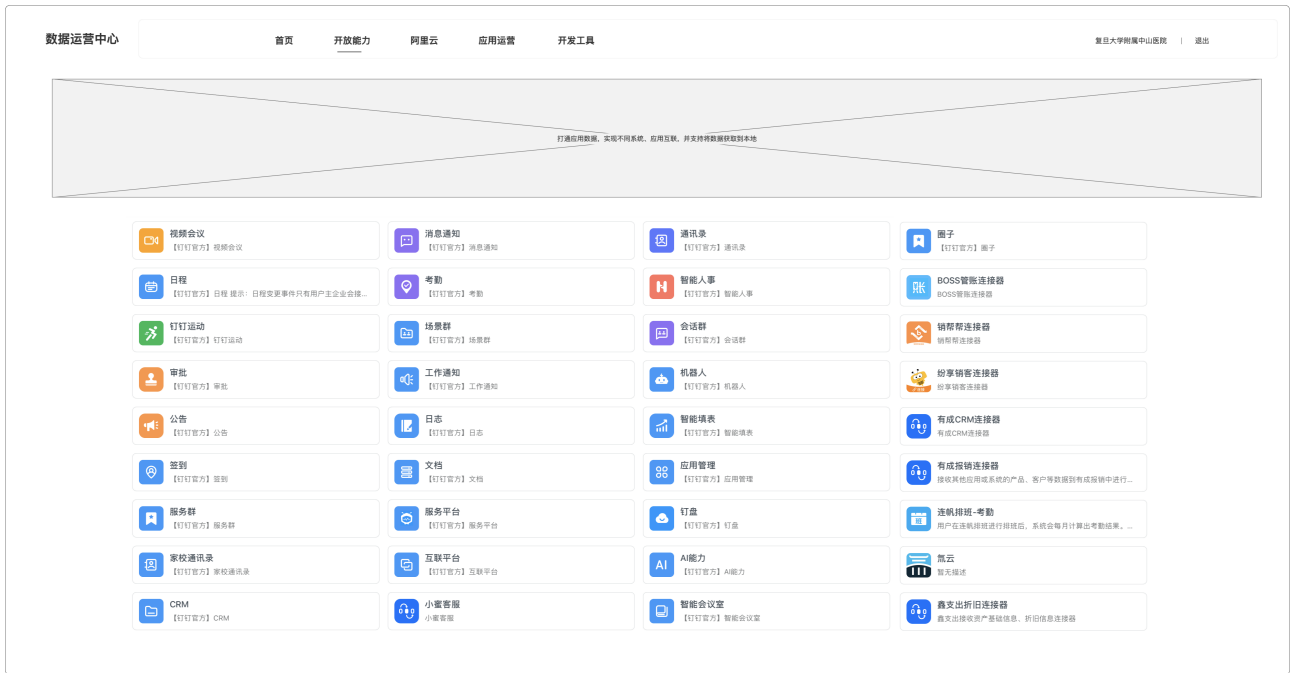 数据运营中心
首页 开放能力 阿里云 应用运营 开发工具
复旦大学附属中山医院 | 退出
打通应用数据，实现不同系统、应用互联，并支持将数据获取到本地
视频会议
【钉钉官方】视频会议
消息通知
【钉钉官方】消息通知
通讯录
【钉钉官方】通讯录
圈子
【钉钉官方】圈子
日程
【钉钉官方】日程 提示：日程变更事件只有用户主企业会接...
考勤
【钉钉官方】考勤
智能人事
【钉钉官方】智能人事
BOSS管账连接器
BOSS管账连接器
钉钉运动
【钉钉官方】钉钉运动
场景群
【钉钉官方】场景群
会话群
【钉钉官方】会话群
销帮帮连接器
销帮帮连接器
审批
【钉钉官方】审批
工作通知
【钉钉官方】工作通知
机器人
【钉钉官方】机器人
纷享销客连接器
纷享销客连接器
公告
【钉钉官方】公告
日志
【钉钉官方】日志
智能填表
【钉钉官方】智能填表
有成CRM连接器
有成CRM连接器
签到
【钉钉官方】签到
文档
【钉钉官方】文档
应用管理
【钉钉官方】应用管理
有成报销连接器
接收其他应用或系统的产品、客户等数据到有成报销中进行...
服务群
【钉钉官方】服务群
服务平台
【钉钉官方】服务平台
钉盘
【钉钉官方】钉盘
班
连帆排班-考勤
用户在连帆排班进行排班后，系统会每月计算出考勤结果。...
家校通讯录
【钉钉官方】家校通讯录
互联平台
【钉钉官方】互联平台
AI
AI能力
【钉钉官方】AI能力
氚云
暂无描述
CRM
【钉钉官方】CRM
小蜜客服
小蜜客服
智能会议室
【钉钉官方】智能会议室
鑫支出折旧连接器
鑫支出接收资产基础信息、折旧信息连接器